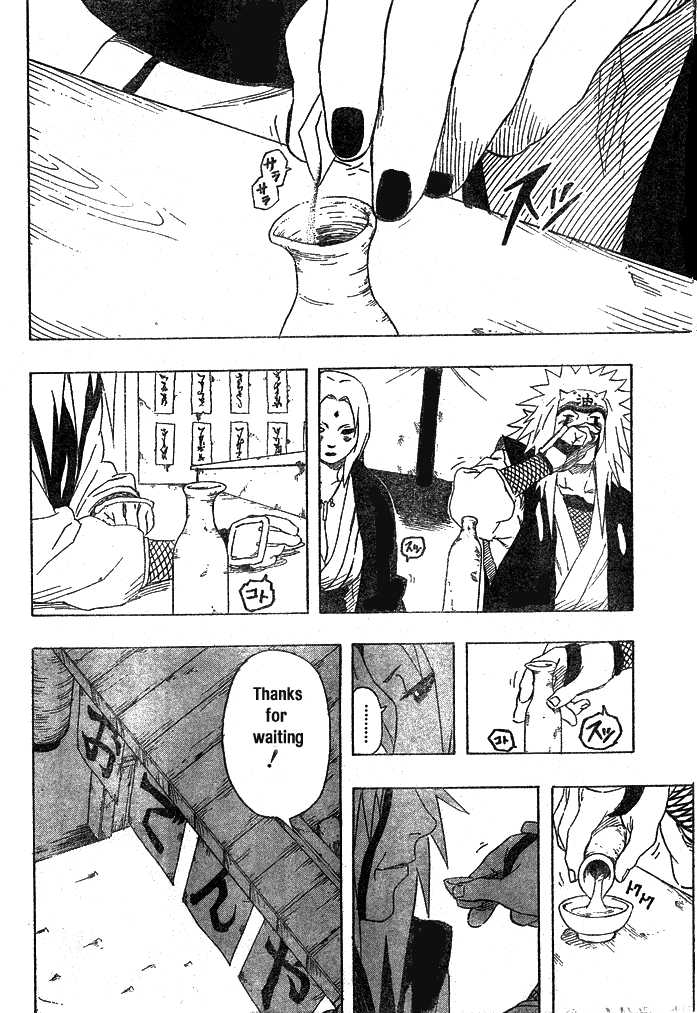 サラ
サラ
スッ
油
スッ
コト
スッ
コト
………
Thanks
for
waiting
!
おでんや
トクトク